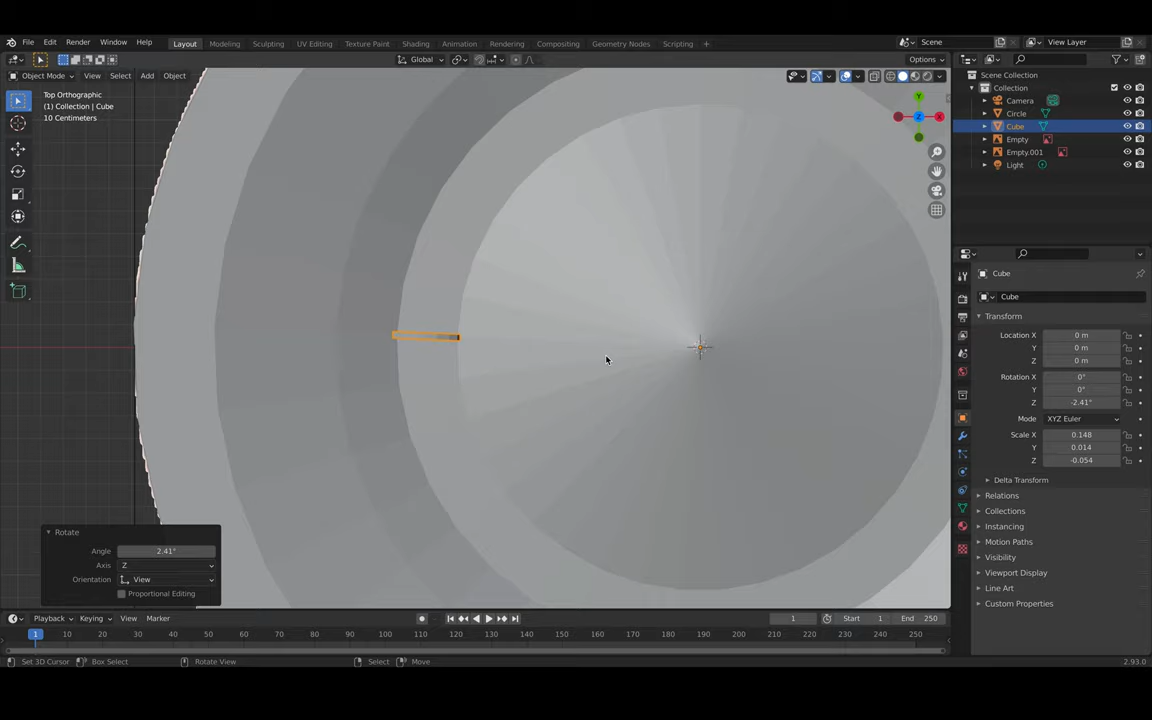 File Edit Render Window Help Layout Modeling Sculpting UV Editing Texture Paint Shading Animation Rendering Compositing Geometry Nodes Scripting + Scene View Layer
Object Mode View Select Add Object Global Options
Top Orthographic
(1) Collection | Cube
10 Centimeters
Y
Z X
Scene Collection
Collection
Camera
Circle
Cube
Empty
Empty.001
Light
Cube
Cube
Transform
Location X 0 m
Y 0 m
Z 0 m
Rotation X 0°
Y 0°
Z -2.41°
Mode XYZ Euler
Scale X 0.148
Y 0.014
Z -0.054
Delta Transform
Relations
Collections
Instancing
Motion Paths
Visibility
Viewport Display
Line Art
Custom Properties
Rotate
Angle 2.41°
Axis Z
Orientation View
Proportional Editing
Playback Keying View Marker 1 Start 1 End 250
1 10 20 30 40 50 60 70 80 90 100 110 120 130 140 150 160 170 180 190 200 210 220 230 240 250
Set 3D Cursor Box Select Rotate View Select Move 2.93.0